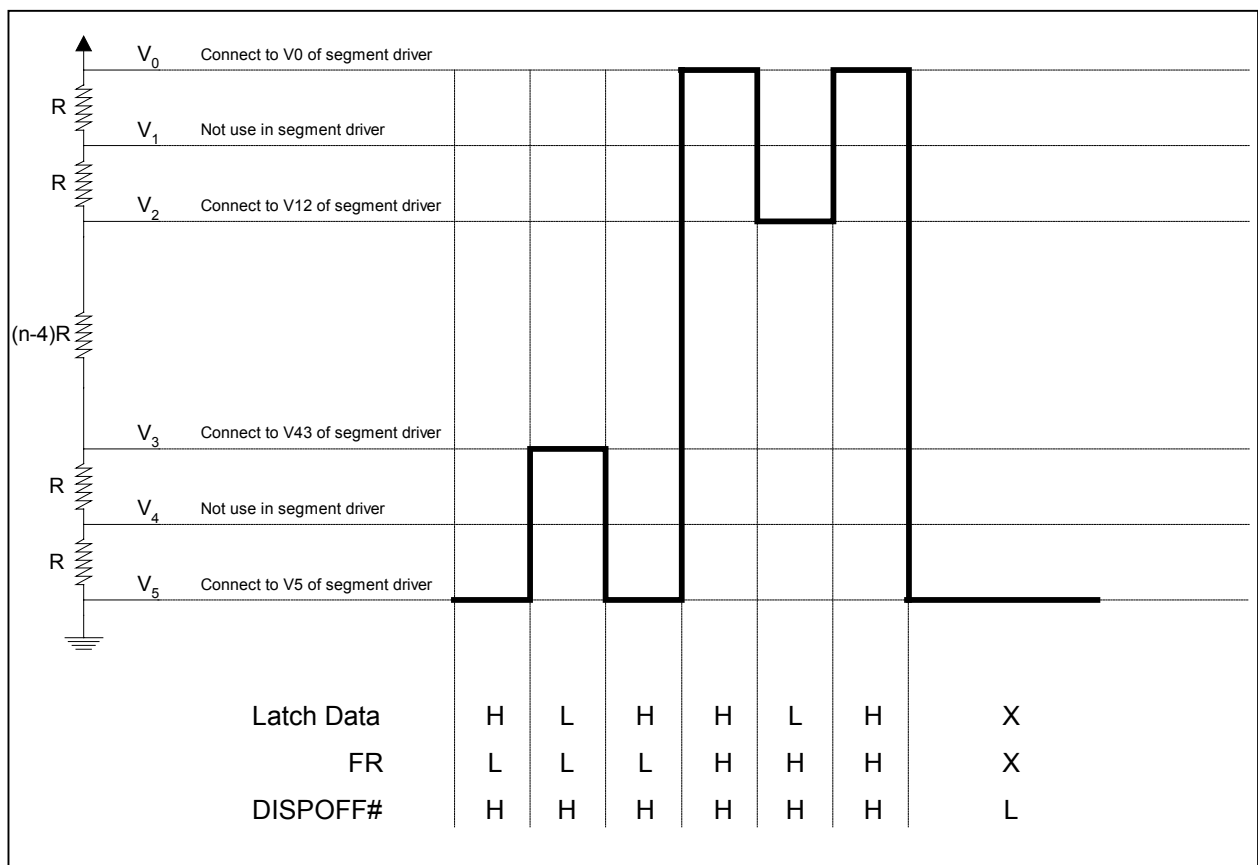 V0 Connect to V0 of segment driver
R
V1 Not use in segment driver
R
V2 Connect to V12 of segment driver
(n-4)R
V3 Connect to V43 of segment driver
R
V4 Not use in segment driver
R
V5 Connect to V5 of segment driver
Latch Data H L H H L H X
FR L L L H H H X
DISPOFF# H H H H H H L